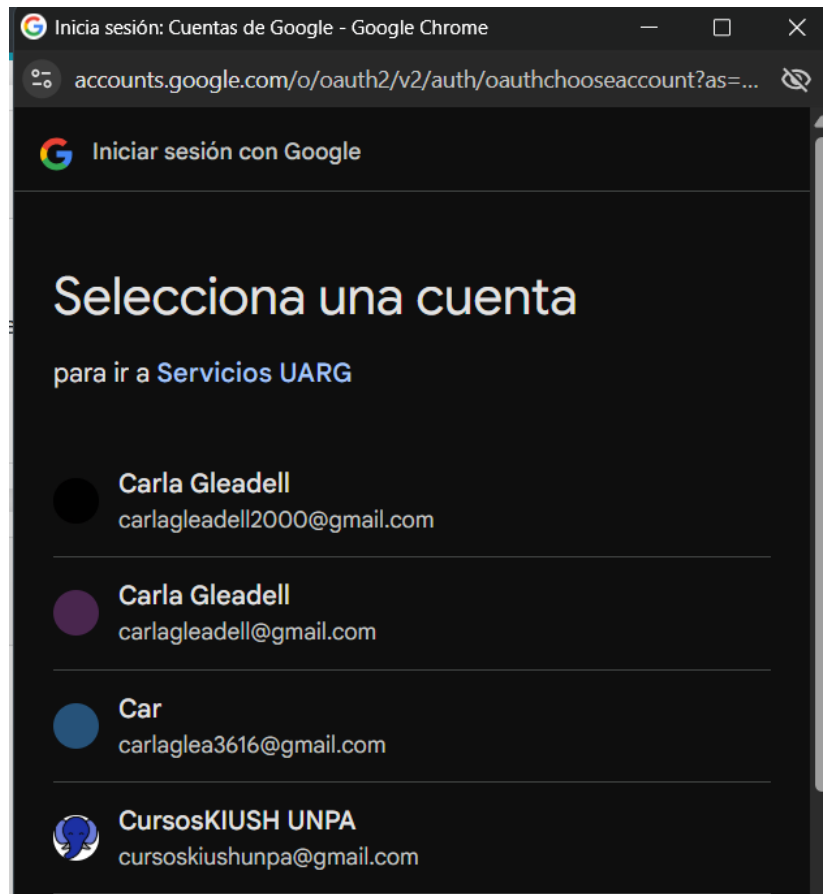 Inicia sesión: Cuentas de Google - Google Chrome
accounts.google.com/o/oauth2/v2/auth/oauthchooseaccount?as=...
Iniciar sesión con Google
Selecciona una cuenta
para ir a Servicios UARG
Carla Gleadell
carlagleadell2000@gmail.com
Carla Gleadell
carlagleadell@gmail.com
Car
carlaglea3616@gmail.com
CursosKIUSH UNPA
cursoskiushunpa@gmail.com